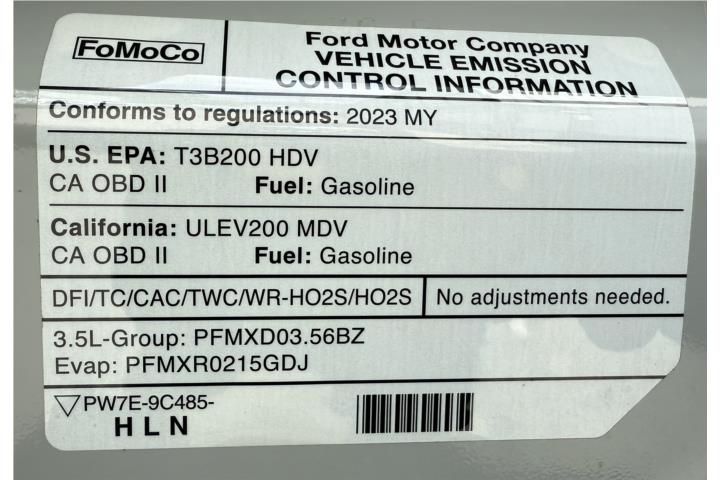 FoMoCo
Ford Motor Company
VEHICLE EMISSION
CONTROL INFORMATION
Conforms to regulations: 2023 MY
U.S. EPA: T3B200 HDV
CA OBD II Fuel: Gasoline
California: ULEV200 MDV
CA OBD II Fuel: Gasoline
DFI/TC/CAC/TWC/WR-HO2S/HO2S No adjustments needed.
3.5L-Group: PFMXD03.56BZ
Evap: PFMXR0215GDJ
▽PW7E-9C485-
HLN